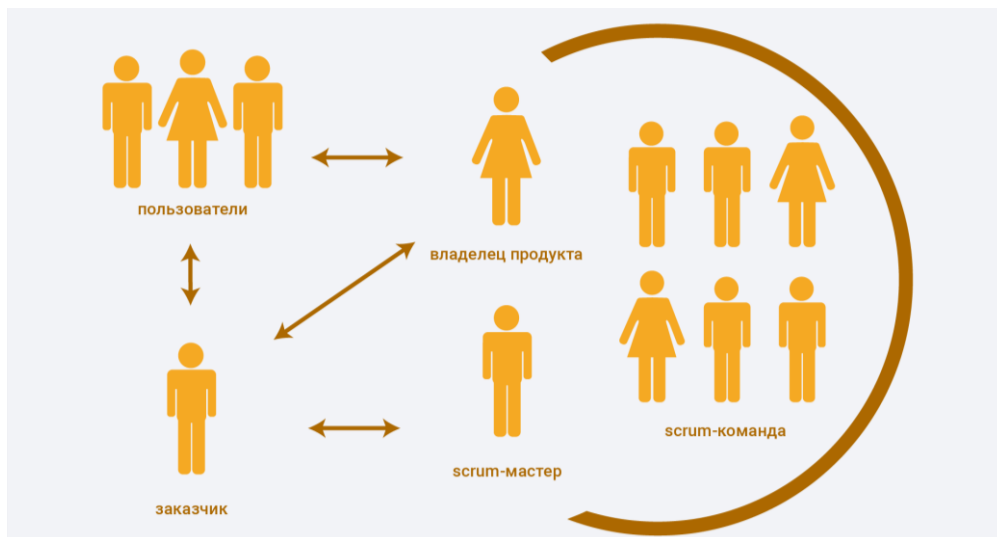 пользователи
владелец продукта
scrum-команда
scrum-мастер
заказчик